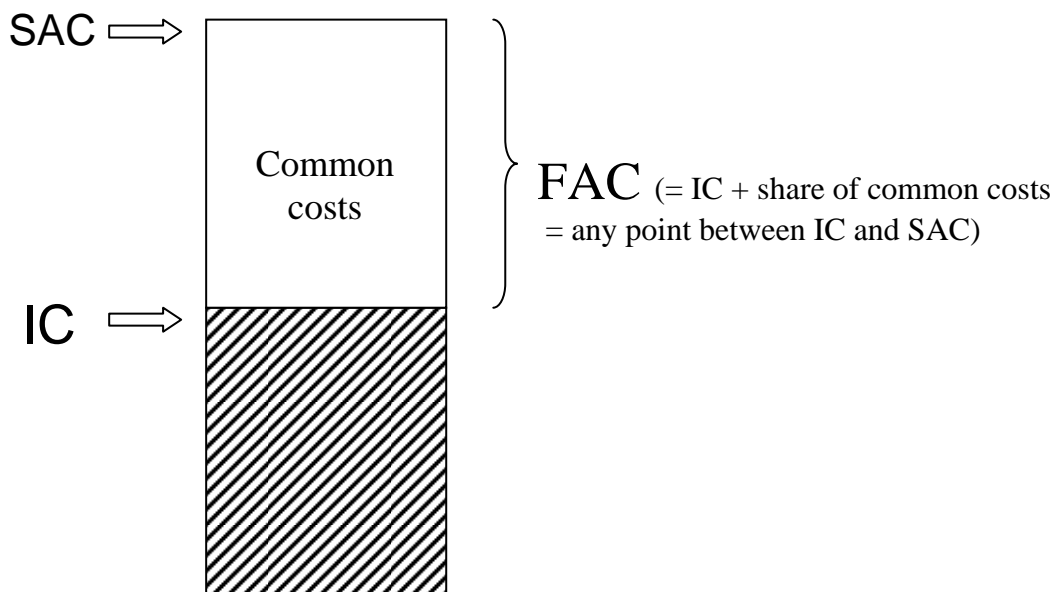 SAC
Common
costs
FAC (= IC + share of common costs
= any point between IC and SAC)
IC